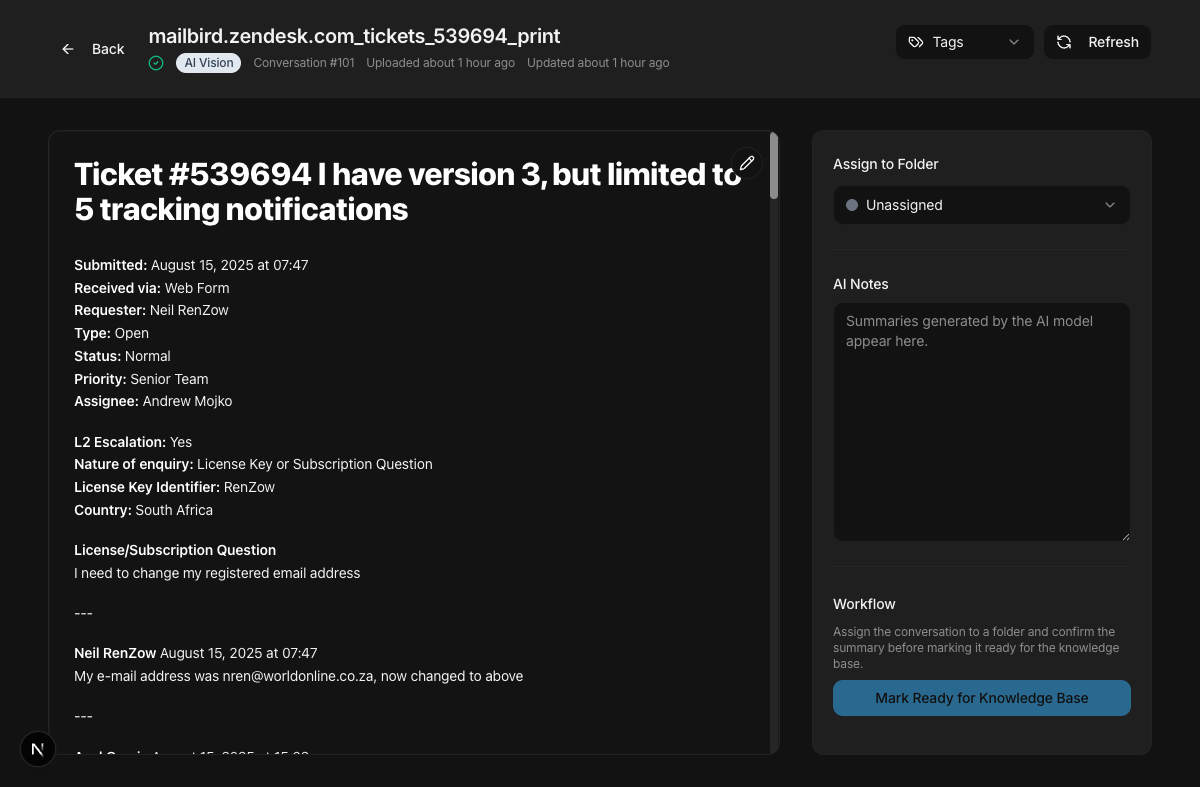 Back
mailbird.zendesk.com_tickets_539694_print
AI Vision
Conversation #101
Uploaded about 1 hour ago
Updated about 1 hour ago
Tags
Refresh
Ticket #539694 I have version 3, but limited to
5 tracking notifications
Submitted: August 15, 2025 at 07:47
Received via: Web Form
Requester: Neil RenZow
Type: Open
Status: Normal
Priority: Senior Team
Assignee: Andrew Mojko
L2 Escalation: Yes
Nature of enquiry: License Key or Subscription Question
License Key Identifier: RenZow
Country: South Africa
License/Subscription Question
I need to change my registered email address
---
Neil RenZow August 15, 2025 at 07:47
My e-mail address was nren@worldonline.co.za, now changed to above
---
N
Assign to Folder
Unassigned
AI Notes
Summaries generated by the AI model
appear here.
Workflow
Assign the conversation to a folder and confirm the
summary before marking it ready for the knowledge
base.
Mark Ready for Knowledge Base